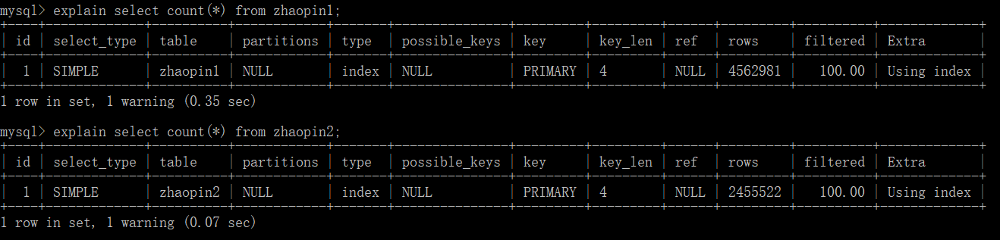 mysql> explain select count(*) from zhaopin1;
+----+-------------+----------+------------+-------+---------------+---------+---------+------+---------+----------+-------------+
| id | select_type | table    | partitions | type  | possible_keys | key     | key_len | ref  | rows    | filtered | Extra       |
+----+-------------+----------+------------+-------+---------------+---------+---------+------+---------+----------+-------------+
|  1 | SIMPLE      | zhaopin1 | NULL       | index | NULL          | PRIMARY | 4       | NULL | 4562981 |   100.00 | Using index |
+----+-------------+----------+------------+-------+---------------+---------+---------+------+---------+----------+-------------+
1 row in set, 1 warning (0.35 sec)
mysql> explain select count(*) from zhaopin2;
+----+-------------+----------+------------+-------+---------------+---------+---------+------+---------+----------+-------------+
| id | select_type | table    | partitions | type  | possible_keys | key     | key_len | ref  | rows    | filtered | Extra       |
+----+-------------+----------+------------+-------+---------------+---------+---------+------+---------+----------+-------------+
|  1 | SIMPLE      | zhaopin2 | NULL       | index | NULL          | PRIMARY | 4       | NULL | 2455522 |   100.00 | Using index |
+----+-------------+----------+------------+-------+---------------+---------+---------+------+---------+----------+-------------+
1 row in set, 1 warning (0.07 sec)